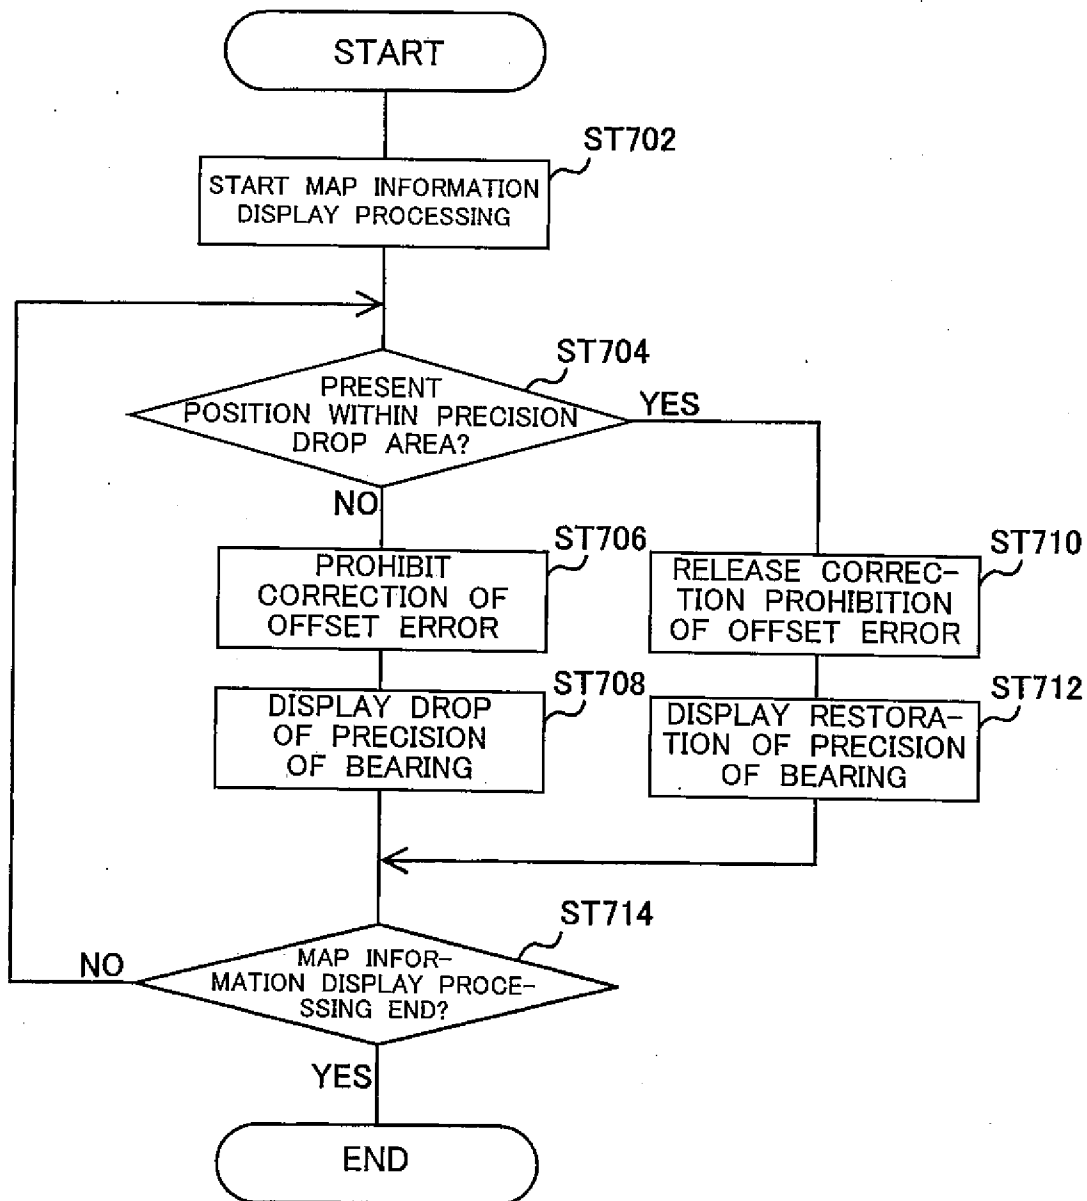 START
ST702
START MAP INFORMATION
DISPLAY PROCESSING
ST704
PRESENT
POSITION WITHIN PRECISION
DROP AREA?
YES
NO
ST706
PROHIBIT
CORRECTION OF
OFFSET ERROR
ST710
RELEASE CORREC-
TION PROHIBITION
OF OFFSET ERROR
ST708
DISPLAY DROP
OF PRECISION
OF BEARING
ST712
DISPLAY RESTORA-
TION OF PRECISION
OF BEARING
ST714
MAP INFOR-
MATION DISPLAY PROCE-
SSING END?
NO
YES
END